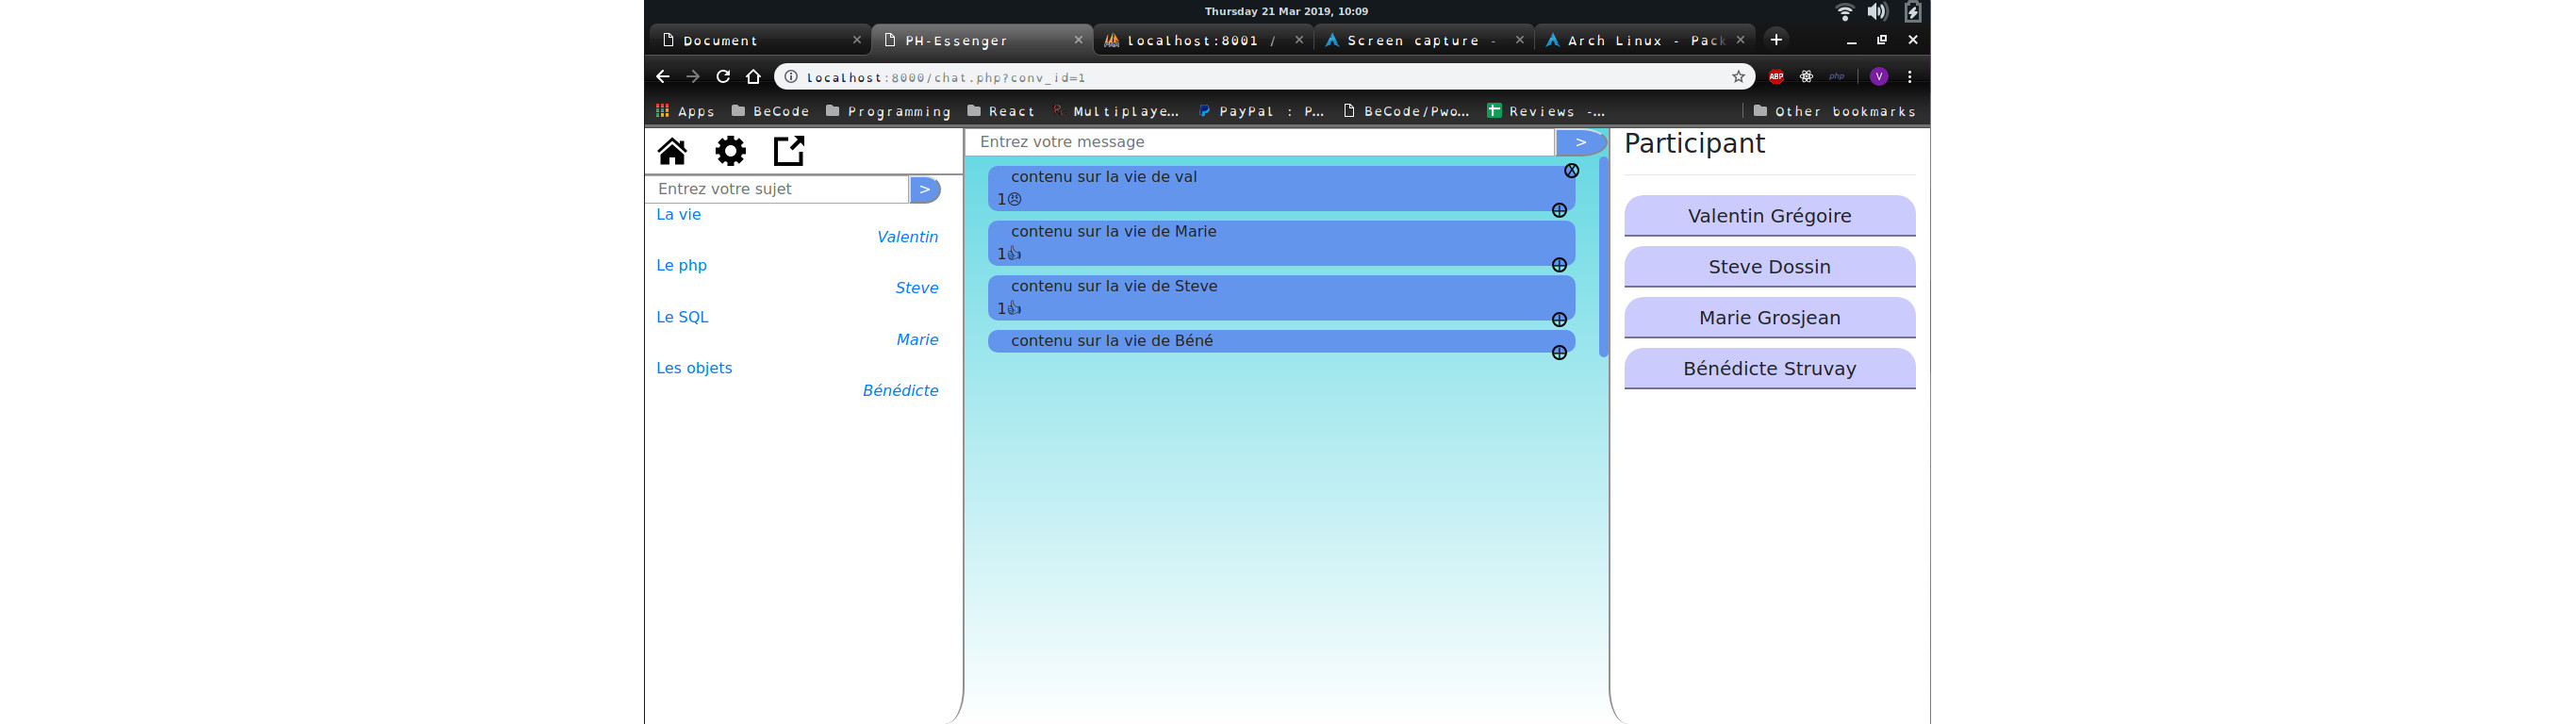 Thursday 21 Mar 2019, 10:09
Document
PH-Essenger
Localhost:8001 /
Screen capture -
Arch Linux - Pack
localhost:8000/chat.php?conv_id=1
ABP
php
V
Apps
BeCode
Programming
React
Multiplaye...
PayPal : P...
BeCode/Pwo...
Reviews -...
Other bookmarks
Entrez votre sujet
>
La vie
Valentin
Le php
Steve
Le SQL
Marie
Les objets
Bénédicte
Entrez votre message
>
contenu sur la vie de val
1😠
contenu sur la vie de Marie
1👍
contenu sur la vie de Steve
1👍
contenu sur la vie de Béné
Participant
Valentin Grégoire
Steve Dossin
Marie Grosjean
Bénédicte Struvay